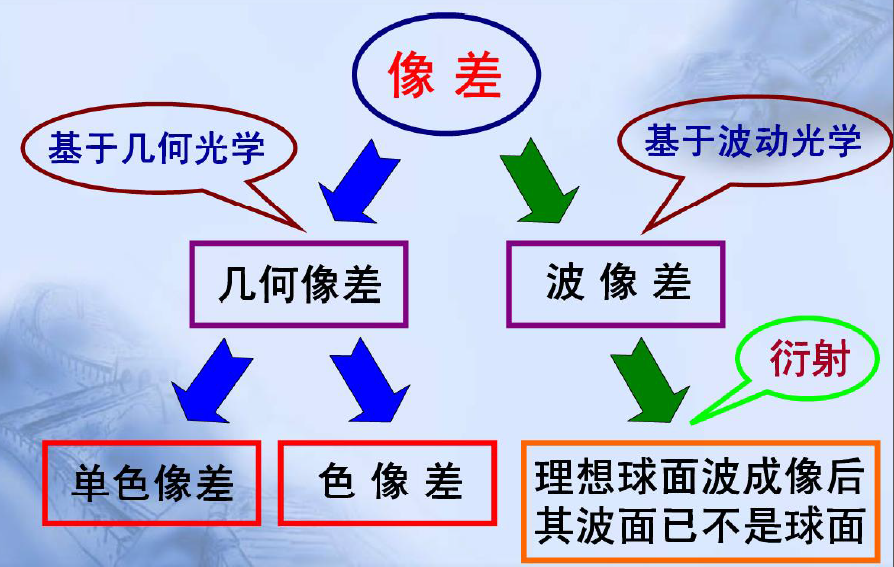 像 差
基于几何光学
基于波动光学
几何像差
波 像 差
衍射
单色像差
色 像 差
理想球面波成像后
其波面已不是球面